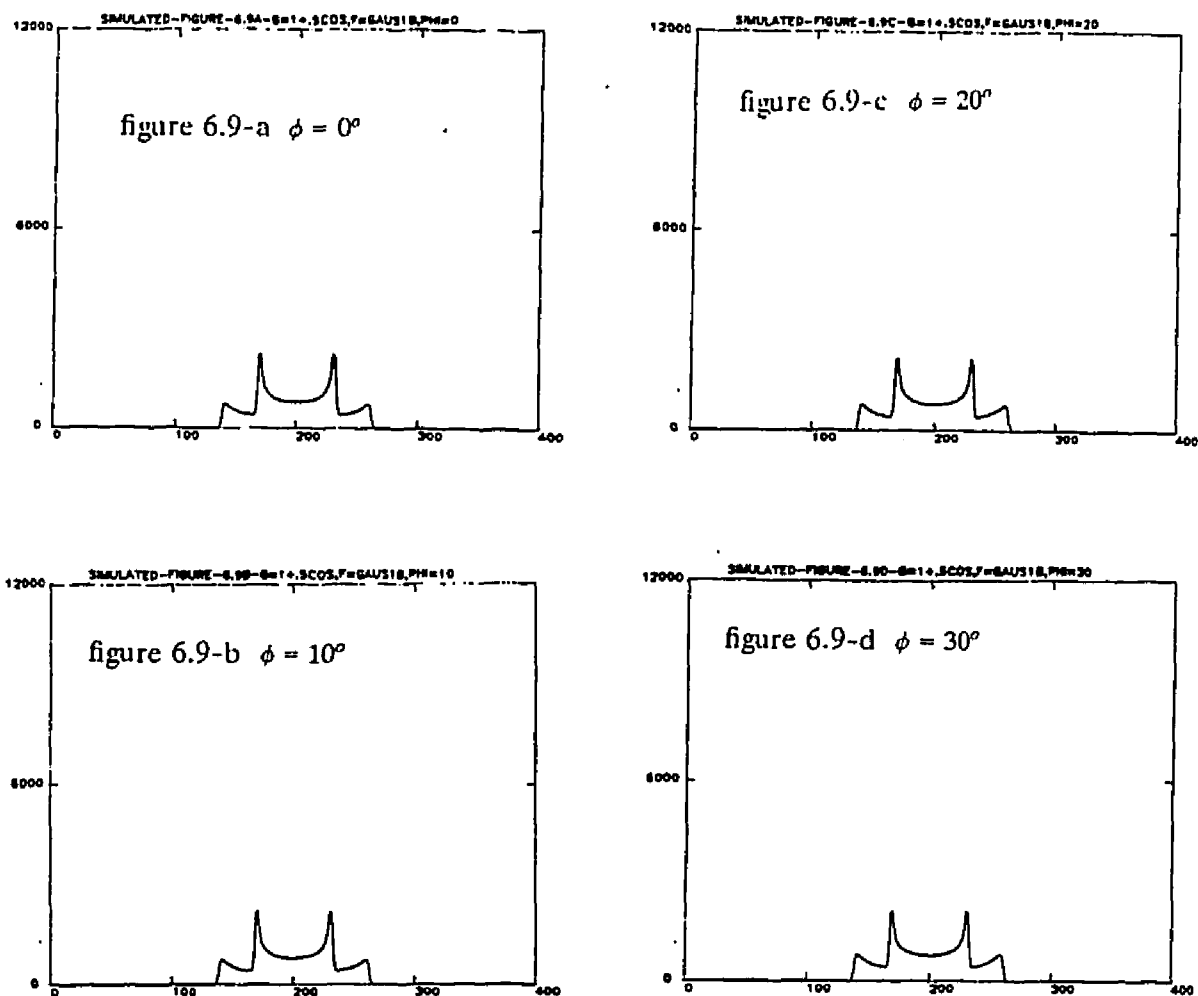 SIMULATED-FIGURE-6.9A-G=1+.5COS,F=GAUS18,PHI=0
12000
figure 6.9-a φ = 0°
6000
0
0 100 200 300 400
SIMULATED-FIGURE-6.9C-G=1+.5COS,F=GAUS18,PHI=20
12000
figure 6.9-c φ = 20°
6000
0
0 100 200 300 400
SIMULATED-FIGURE-6.9B-G=1+.5COS,F=GAUS18,PHI=10
12000
figure 6.9-b φ = 10°
6000
0
0 100 200 300 400
SIMULATED-FIGURE-6.9D-G=1+.5COS,F=GAUS18,PHI=30
12000
figure 6.9-d φ = 30°
6000
0
0 100 200 300 400